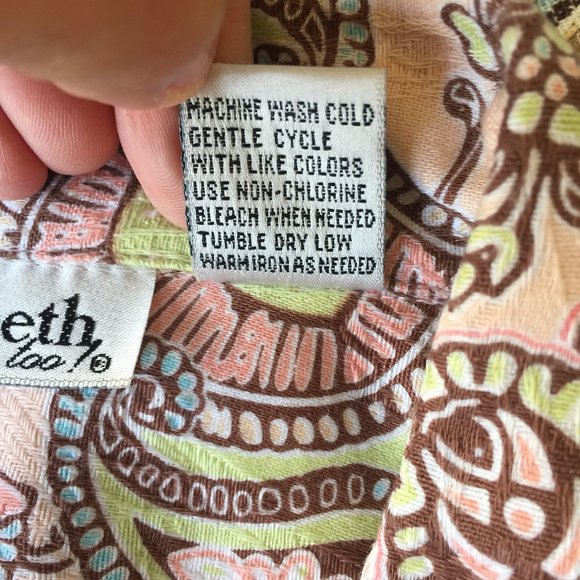 MACHINE WASH COLD
GENTLE CYCLE
WITH LIKE COLORS
USE NON-CHLORINE
BLEACH WHEN NEEDED
TUMBLE DRY LOW
WARM IRON AS NEEDED
eth
too!®